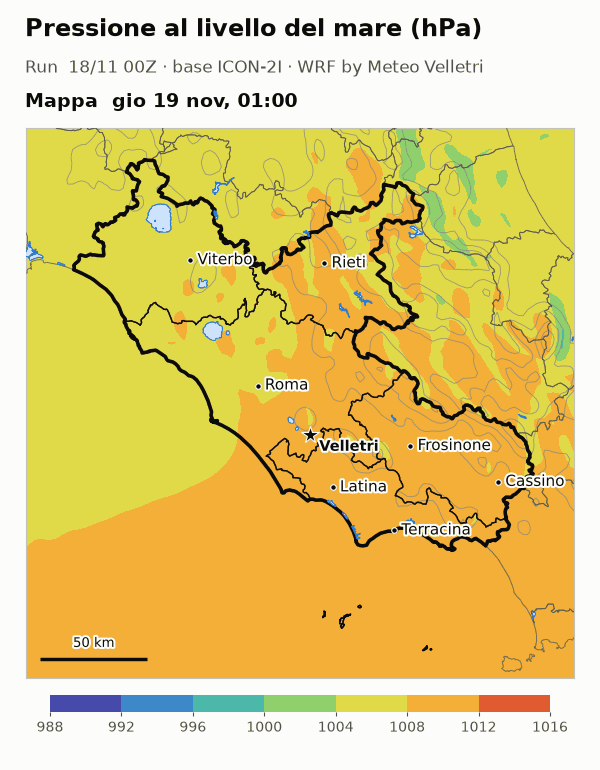 Pressione al livello del mare (hPa)
Run 18/11 00Z · base ICON-2I · WRF by Meteo Velletri
Mappa gio 19 nov, 01:00
Viterbo
Rieti
Roma
Velletri
Frosinone
Cassino
Latina
Terracina
50 km
988 992 996 1000 1004 1008 1012 1016